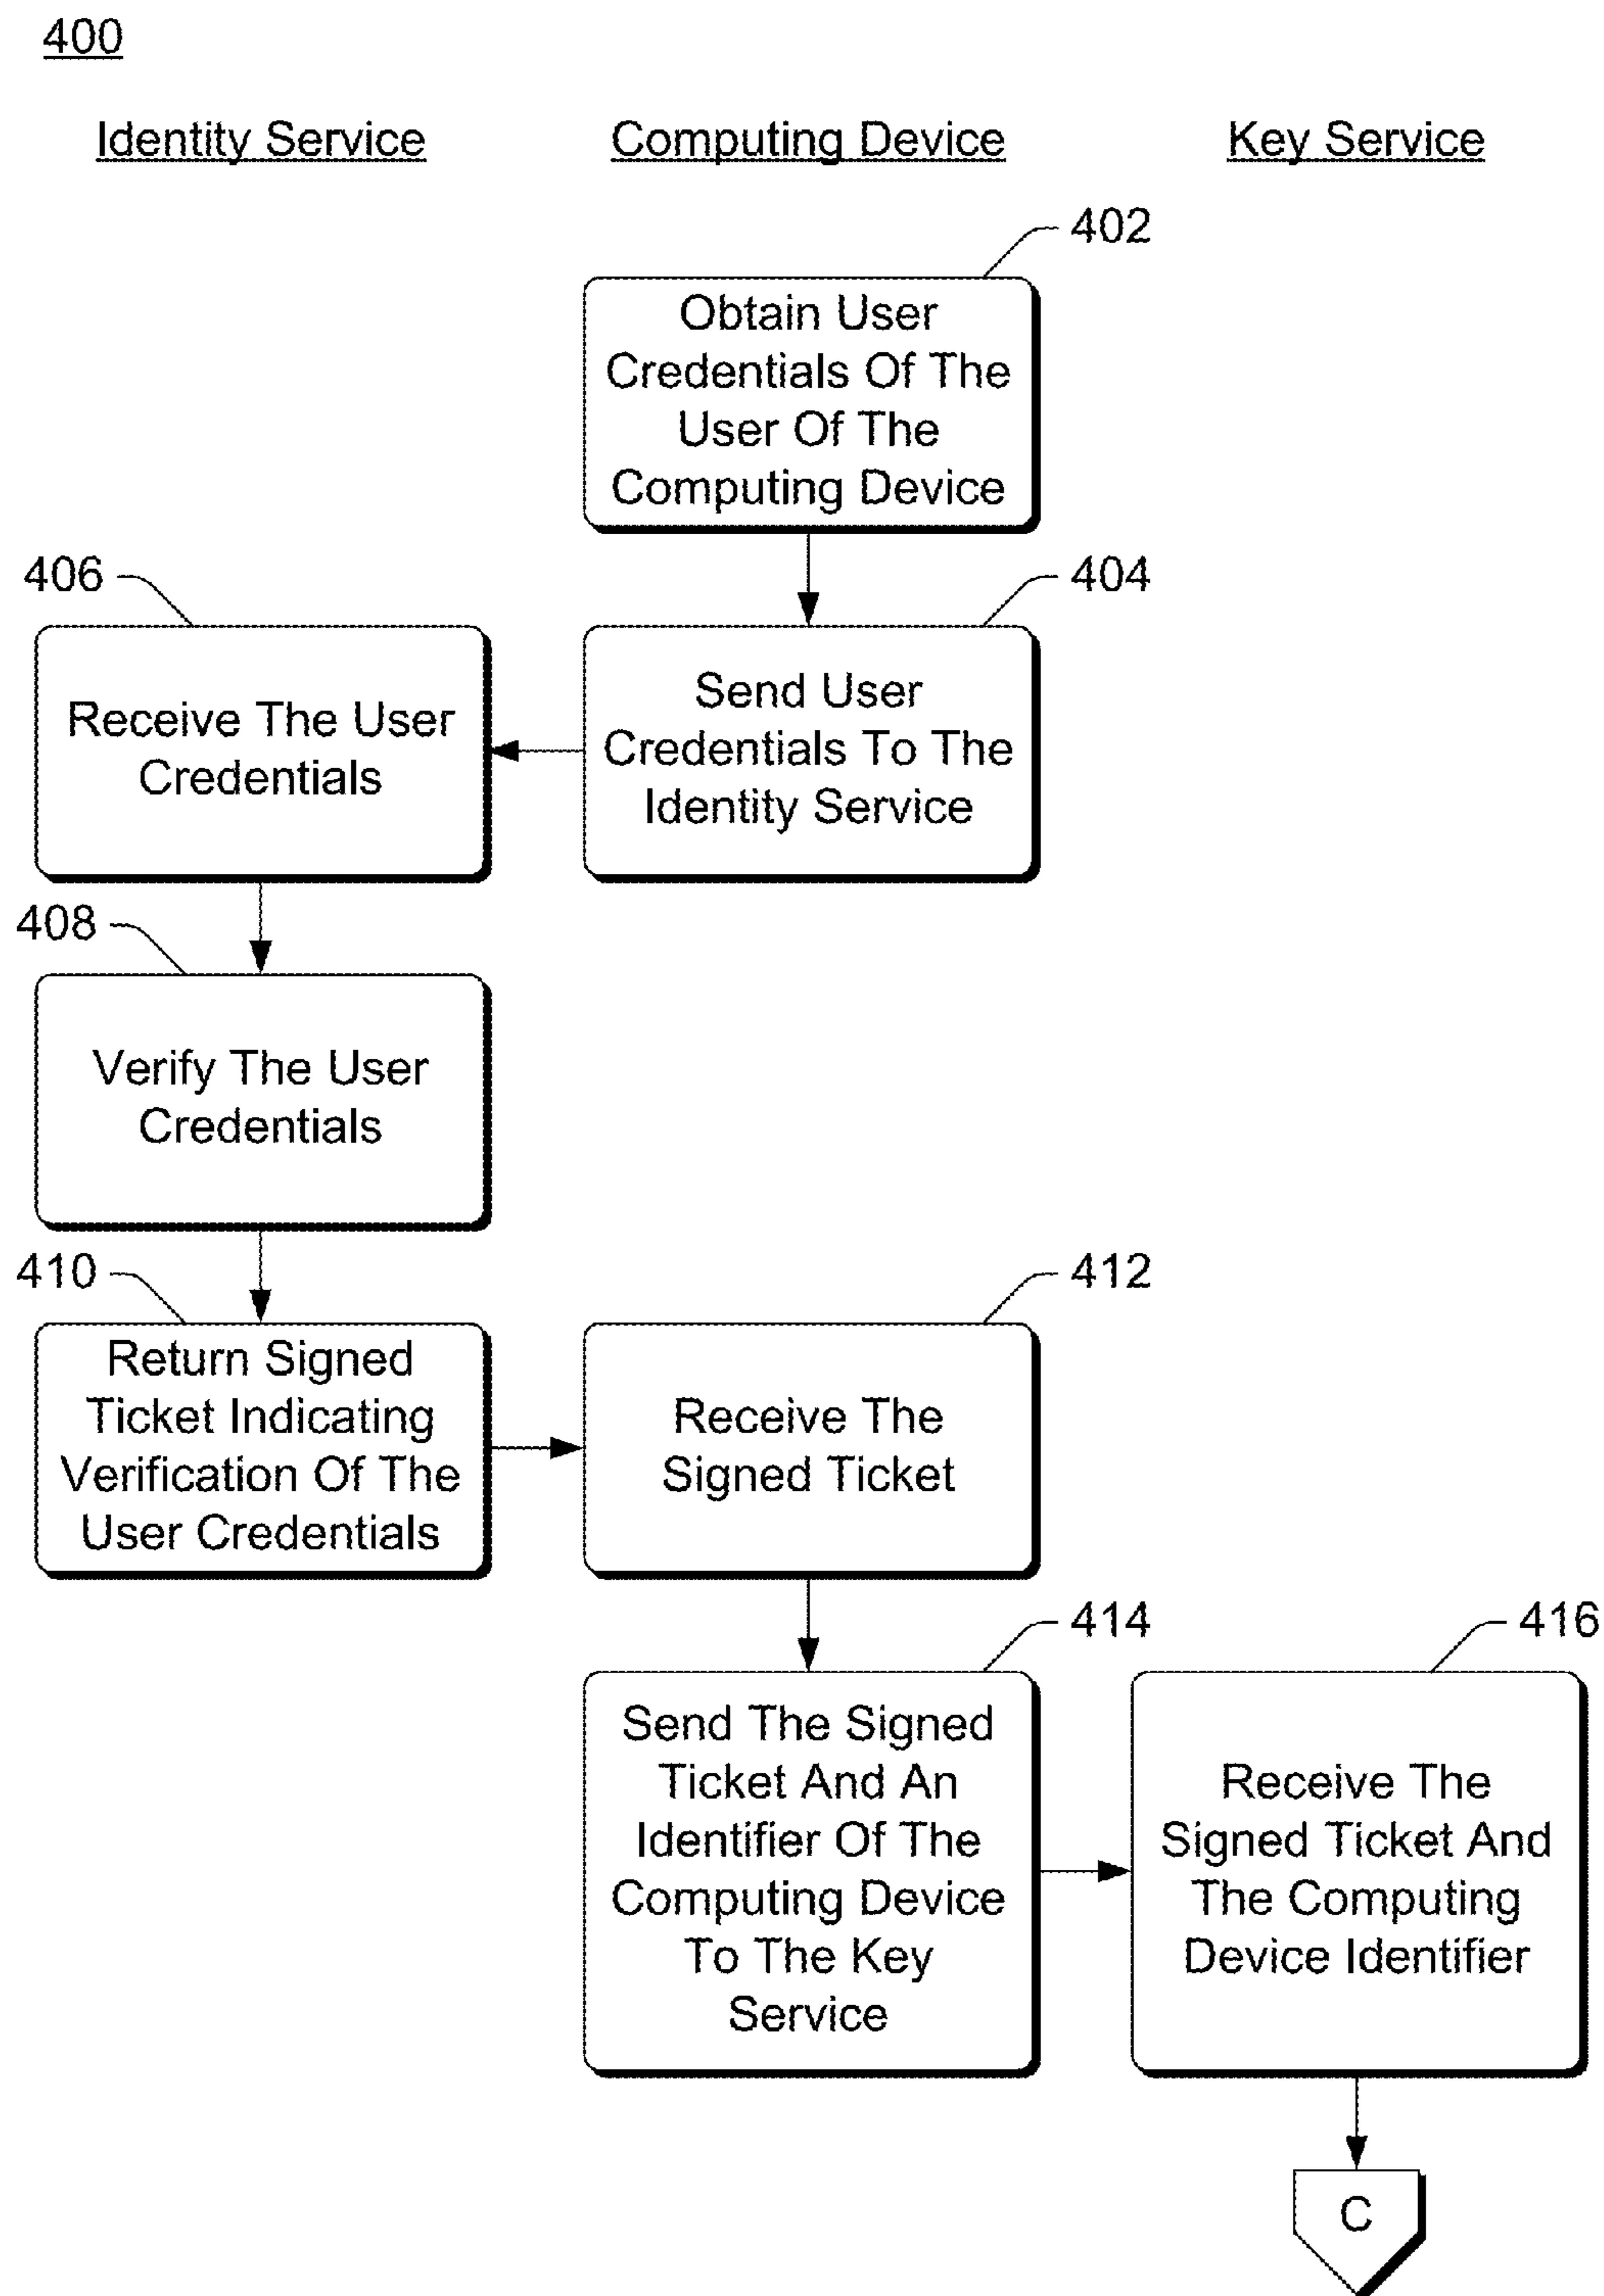 400
Identity Service
Computing Device
Key Service
402
Obtain User
Credentials Of The
User Of The
Computing Device
406
404
Receive The User
Credentials
Send User
Credentials To The
Identity Service
408
Verify The User
Credentials
410
412
Return Signed
Ticket Indicating
Verification Of The
User Credentials
Receive The
Signed Ticket
414
416
Send The Signed
Ticket And An
Identifier Of The
Computing Device
To The Key
Service
Receive The
Signed Ticket And
The Computing
Device Identifier
C